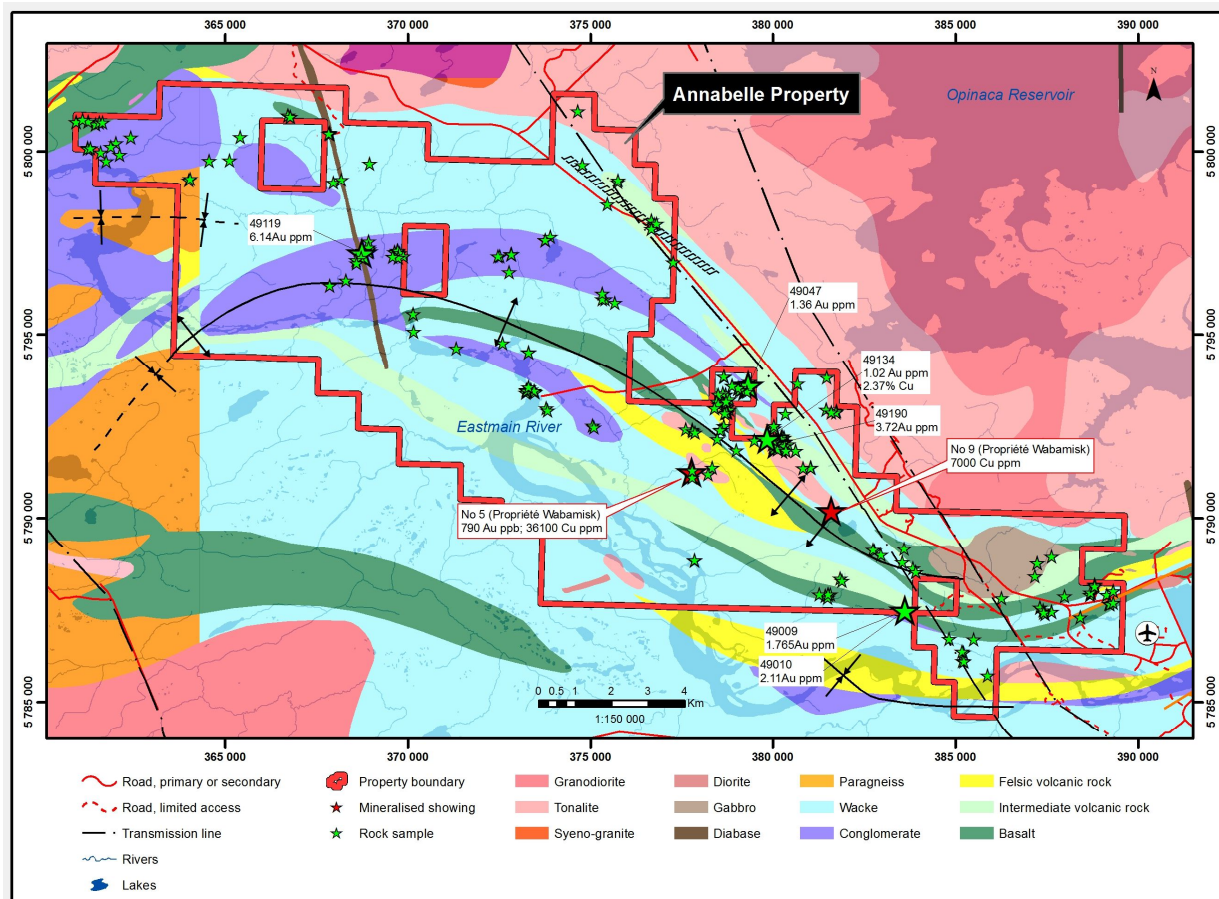 365 000
370 000
375 000
380 000
385 000
390 000
5 800 000
5 795 000
5 790 000
5 785 000
5 800 000
5 795 000
5 790 000
5 785 000
Annabelle Property
Opinaca Reservoir
N
49119
6.14Au ppm
49047
1.36 Au ppm
49134
1.02 Au ppm
2.37% Cu
49190
3.72Au ppm
No 9 (Propriété Wabamisk)
7000 Cu ppm
Eastmain River
No 5 (Propriété Wabamisk)
790 Au ppb; 36100 Cu ppm
49009
1.765Au ppm
49010
2.11Au ppm
0 0.5 1 2 3 4
Km
1:150 000
365 000
370 000
375 000
380 000
385 000
390 000
Road, primary or secondary
Road, limited access
Transmission line
Rivers
Lakes
Property boundary
Mineralised showing
Rock sample
Granodiorite
Tonalite
Syeno-granite
Diorite
Gabbro
Diabase
Paragneiss
Wacke
Conglomerate
Felsic volcanic rock
Intermediate volcanic rock
Basalt